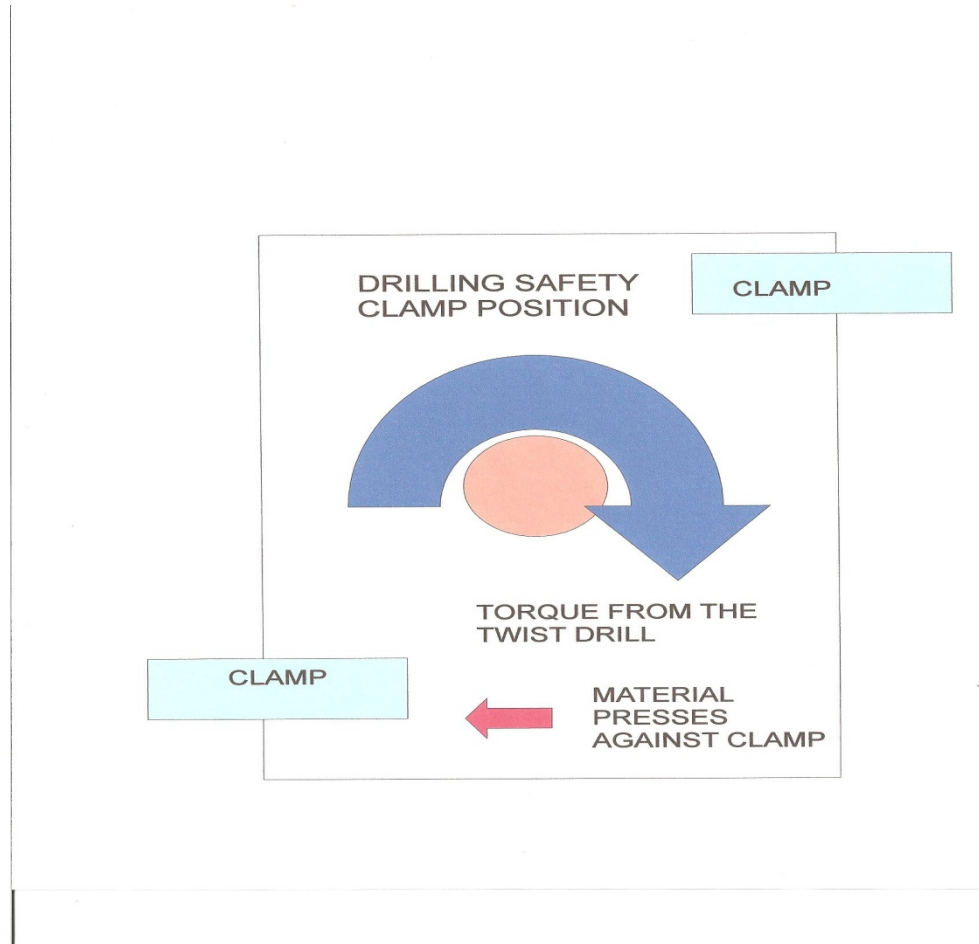 DRILLING SAFETY
CLAMP POSITION
CLAMP
TORQUE FROM THE
TWIST DRILL
CLAMP
MATERIAL
PRESSES
AGAINST CLAMP